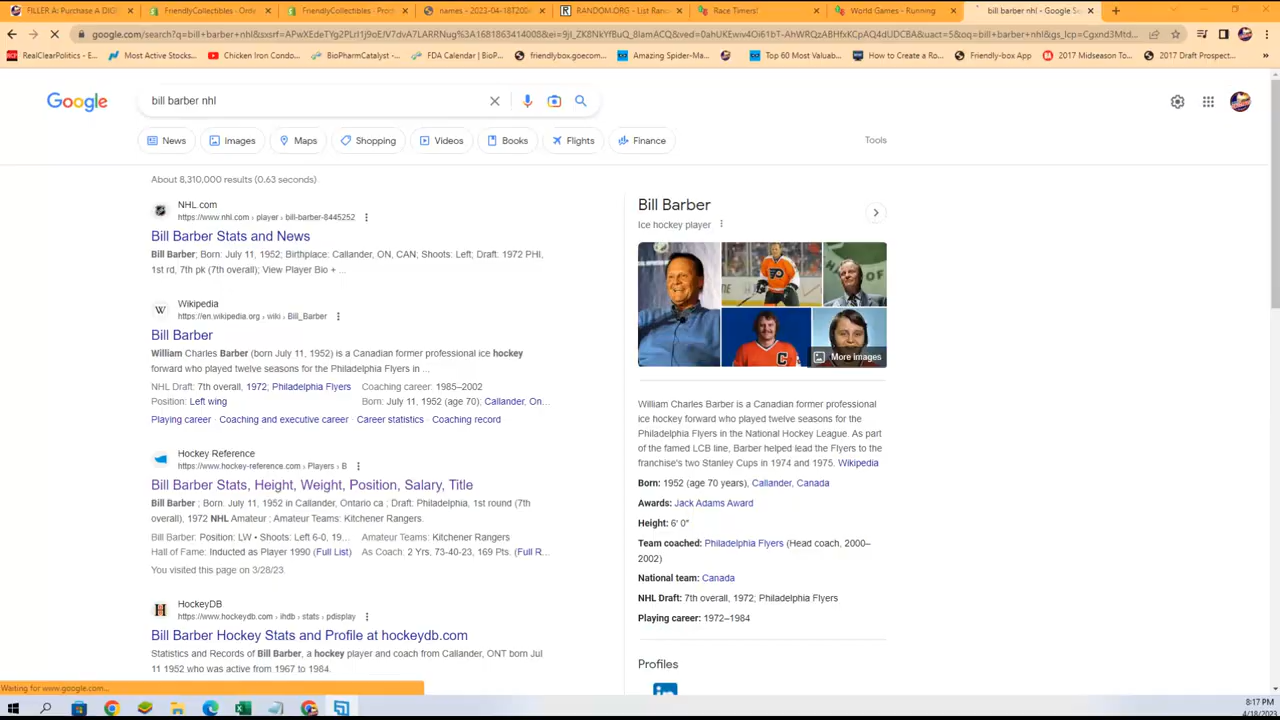 FILLER A: Purchase A DIG
FriendlyCollectibles · Ord
FriendlyCollectibles · Pro
names - 2023-04-18T200
RANDOM.ORG - List Ran
Race Timers!
World Games - Running
bill barber nhl - Google Se
google.com/search?q=bill+barber+nhl&
RealClearPolitics - E...
Most Active Stocks...
Chicken Iron Condo...
BioPharmCatalyst
FDA Calendar | BioP...
friendlybox.goecom...
Amazing Spider-Ma...
Top 60 Most Valuab...
How to Create a Ro...
Friendly-box App
2017 Midseason To...
2017 Draft Prospect...
Google
bill barber nhl
News
Images
Maps
Shopping
Videos
Books
Flights
Finance
Tools
About 8,310,000 results (0.63 seconds)
NHL.com
https://www.nhl.com › player › bill-barber-8445252
Bill Barber Stats and News
Bill Barber; Born: July 11, 1952; Birthplace: Callander, ON, CAN; Shoots: Left; Draft. 1972 PHI,
1st rd, 7th pk (7th overall); View Player Bio + ...
Wikipedia
https://en.wikipedia.org › wiki › Bill_Barber
Bill Barber
William Charles Barber (born July 11, 1952) is a Canadian former professional ice hockey
forward who played twelve seasons for the Philadelphia Flyers in ...
NHL Draft: 7th overall, 1972; Philadelphia Flyers
Coaching career: 1985–2002
Position: Left wing
Born: July 11, 1952 (age 70); Callander, On...
Playing career · Coaching and executive career · Career statistics · Coaching record
Hockey Reference
https://www.hockey-reference.com › Players › B
Bill Barber Stats, Height, Weight, Position, Salary, Title
Bill Barber ; Born: July 11, 1952 in Callander, Ontario ca ; Draft: Philadelphia, 1st round (7th
overall), 1972 NHL Amateur ; Amateur Teams: Kitchener Rangers.
Bill Barber: Position: LW • Shoots: Left 6-0, 19...
Amateur Teams: Kitchener Rangers
Hall of Fame: Inducted as Player 1990 (Full List)
As Coach: 2 Yrs, 73-40-23, 169 Pts. (Full R...
You visited this page on 3/28/23.
HockeyDB
https://www.hockeydb.com › ihdb › stats › pdisplay
Bill Barber Hockey Stats and Profile at hockeydb.com
Statistics and Records of Bill Barber, a hockey player and coach from Callander, ONT born Jul
11 1952 who was active from 1967 to 1984.
Bill Barber
Ice hockey player
More images
William Charles Barber is a Canadian former professional
ice hockey forward who played twelve seasons for the
Philadelphia Flyers in the National Hockey League. As part
of the famed LCB line, Barber helped lead the Flyers to the
franchise's two Stanley Cups in 1974 and 1975. Wikipedia
Born: 1952 (age 70 years), Callander, Canada
Awards: Jack Adams Award
Height: 6′ 0″
Team coached: Philadelphia Flyers (Head coach, 2000–
2002)
National team: Canada
NHL Draft: 7th overall, 1972; Philadelphia Flyers
Playing career: 1972–1984
Profiles
Waiting for www.google.com...
8:17 PM
4/18/2023